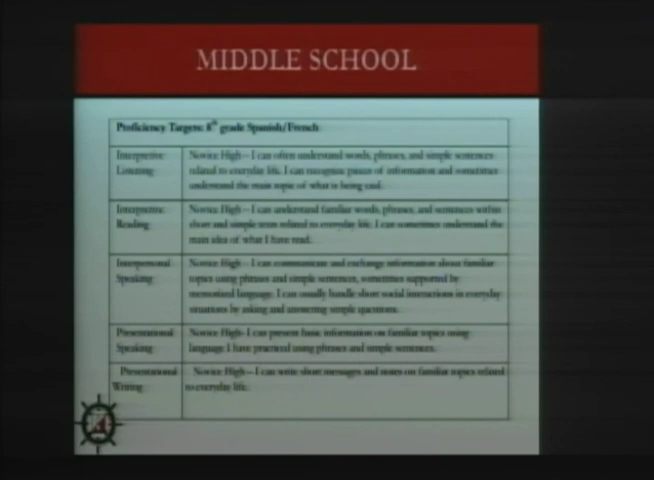 MIDDLE SCHOOL
Proficiency Targets: 8th grade Spanish/French
Interpretive
Listening
Novice High – I can often understand words, phrases, and simple sentences
related to everyday life. I can recognize pieces of information and sometimes
understand the main topic of what is being said.
Interpretive
Reading
Novice High – I can understand familiar words, phrases, and sentences within
short and simple texts related to everyday life. I can sometimes understand the
main idea of what I have read.
Interpersonal
Speaking
Novice High – I can communicate and exchange information about familiar
topics using phrases and simple sentences, sometimes supported by
memorized language. I can usually handle short social interactions in everyday
situations by asking and answering simple questions.
Presentational
Speaking
Novice High- I can present basic information on familiar topics using
language I have practiced using phrases and simple sentences.
Presentational
Writing
Novice High – I can write short messages and notes on familiar topics related
to everyday life.
A